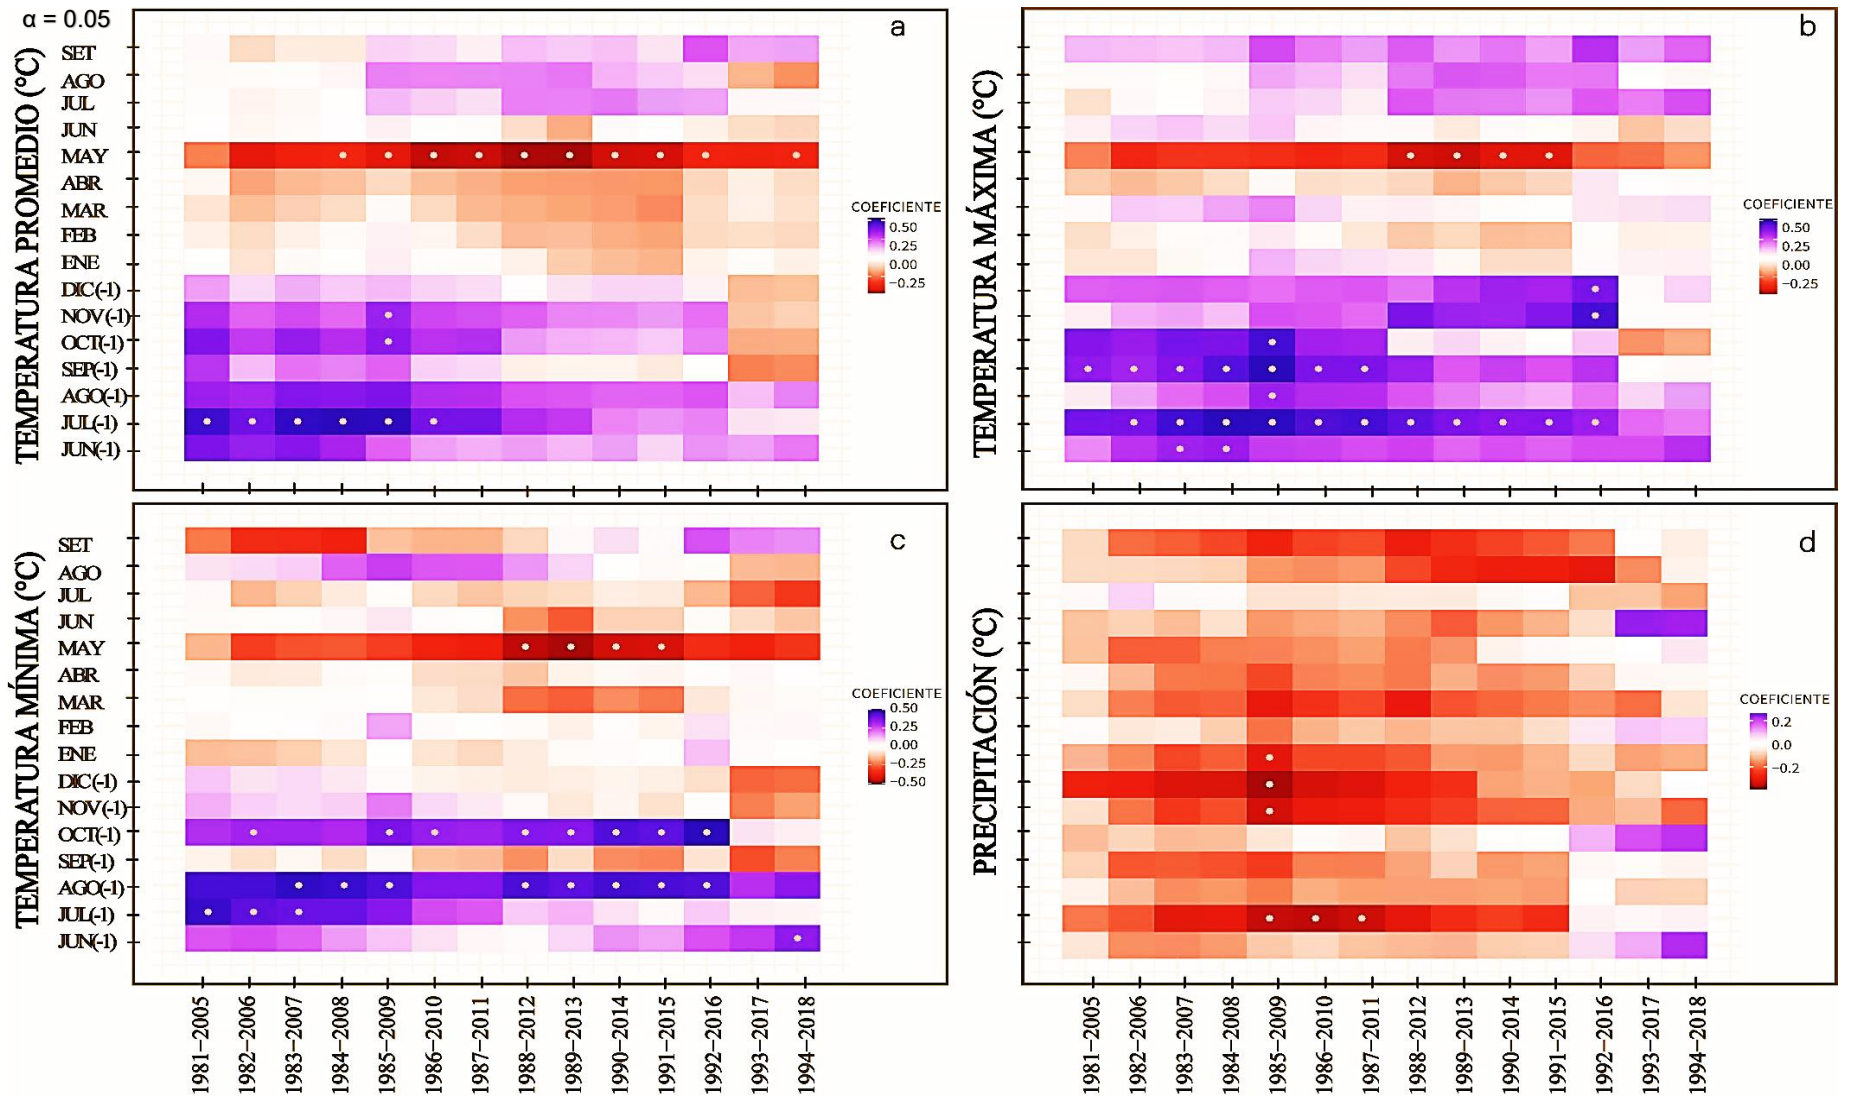 α = 0.05
a
TEMPERATURA PROMEDIO (°C)
SET
AGO
JUL
JUN
MAY
ABR
MAR
FEB
ENE
DIC(-1)
NOV(-1)
OCT(-1)
SEP(-1)
AGO(-1)
JUL(-1)
JUN(-1)
COEFICIENTE
0.50
0.25
0.00
−0.25
b
TEMPERATURA MÁXIMA (°C)
COEFICIENTE
0.50
0.25
0.00
−0.25
c
TEMPERATURA MÍNIMA (°C)
SET
AGO
JUL
JUN
MAY
ABR
MAR
FEB
ENE
DIC(-1)
NOV(-1)
OCT(-1)
SEP(-1)
AGO(-1)
JUL(-1)
JUN(-1)
COEFICIENTE
0.50
0.25
0.00
−0.25
−0.50
1981−2005
1982−2006
1983−2007
1984−2008
1985−2009
1986−2010
1987−2011
1988−2012
1989−2013
1990−2014
1991−2015
1992−2016
1993−2017
1994−2018
d
PRECIPITACIÓN (°C)
COEFICIENTE
0.2
0.0
−0.2
1981−2005
1982−2006
1983−2007
1984−2008
1985−2009
1986−2010
1987−2011
1988−2012
1989−2013
1990−2014
1991−2015
1992−2016
1993−2017
1994−2018